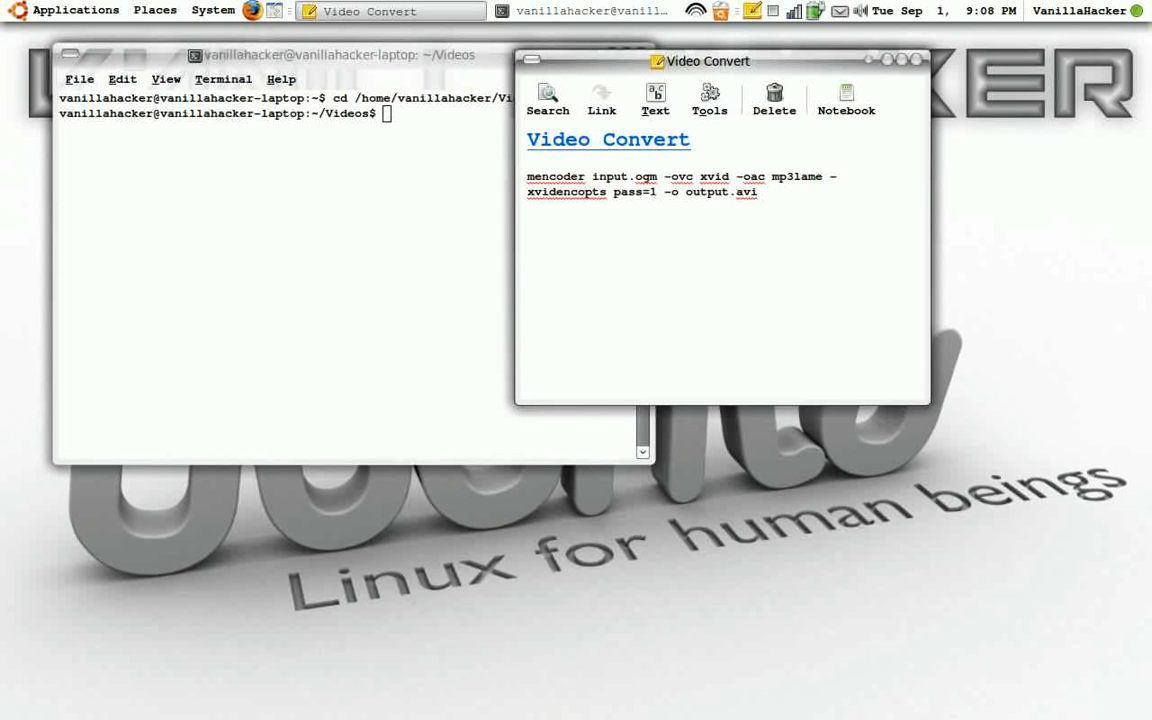 Applications Places System Video Convert vanillahacker@vanill... Tue Sep 1, 9:08 PM VanillaHacker
KER
vanillahacker@vanillahacker-laptop: ~/Videos
File Edit View Terminal Help
vanillahacker@vanillahacker-laptop:~$ cd /home/vanillahacker/Vi
vanillahacker@vanillahacker-laptop:~/Videos$
Video Convert
Search Link Text Tools Delete Notebook
Video Convert
mencoder input.ogm -ovc xvid -oac mp3lame -
xvidencopts pass=1 -o output.avi
Linux for human beings